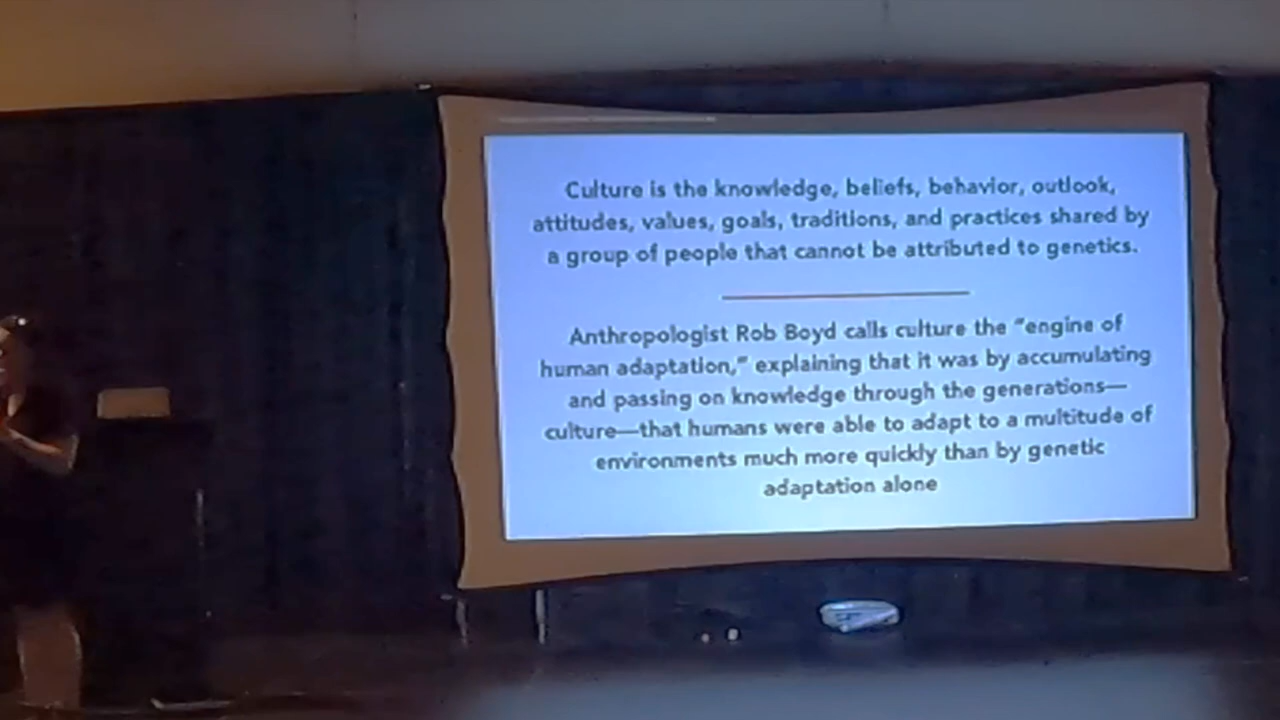 Culture is the knowledge, beliefs, behavior, outlook,
attitudes, values, goals, traditions, and practices shared by
a group of people that cannot be attributed to genetics.
Anthropologist Rob Boyd calls culture the "engine of
human adaptation," explaining that it was by accumulating
and passing on knowledge through the generations—
culture—that humans were able to adapt to a multitude of
environments much more quickly than by genetic
adaptation alone